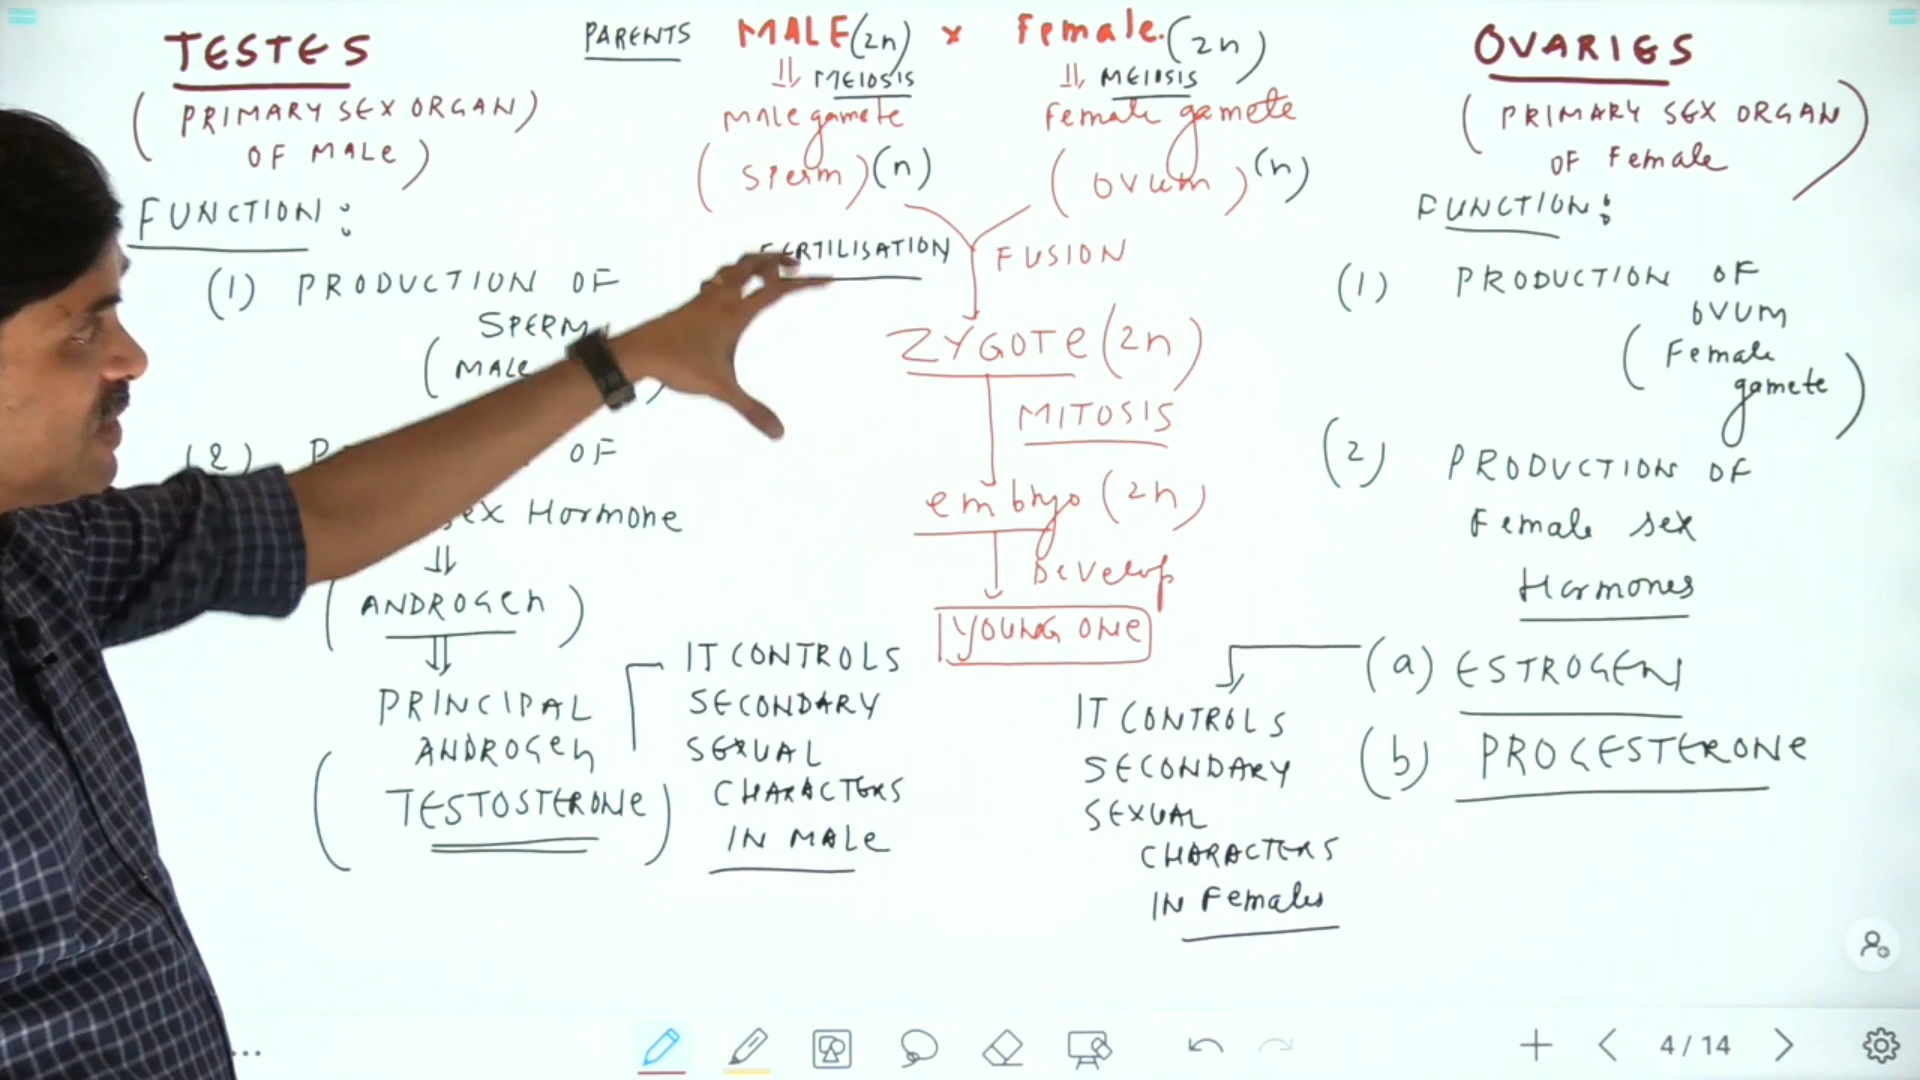 TESTES
(PRIMARY SEX ORGAN)
OF MALE)
FUNCTION:
(1) PRODUCTION OF
SPERM
(MALE
(2) OF
Hormone
(ANDROGEN)
PRINCIPAL
ANDROGEN
(TESTOSTERONE)
IT CONTROLS
SECONDARY
SEXUAL
CHARACTERS
IN MALE
PARENTS MALE(2n) x Female.(2n)
MEIOSIS MEIOSIS
Male gamete Female gamete
(Sperm)(n) (Ovum)(n)
FUSION
ZYGOTE(2n)
MITOSIS
embryo(2n)
Develop
YOUNG ONE
OVARIES
(PRIMARY SEX ORGAN
OF Female)
FUNCTION:
(1) PRODUCTION OF
OVUM
(Female
gamete)
(2) PRODUCTION OF
Female sex
Hormones
(a) ESTROGEN
(b) PROGESTERONE
IT CONTROLS
SECONDARY
SEXUAL
CHARACTERS
IN Females
4/14